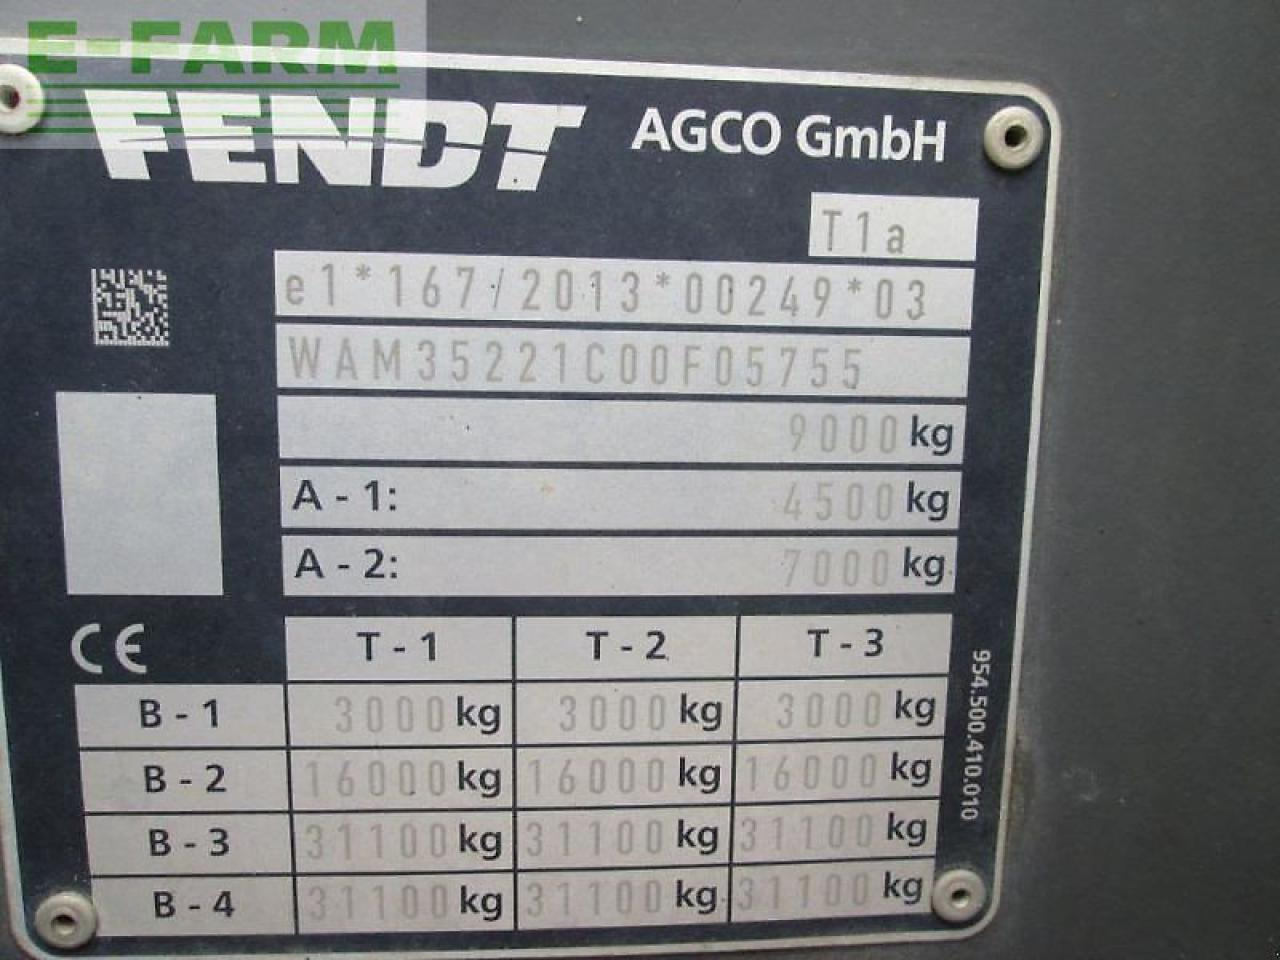 E-FARM
FENDT AGCO GmbH
T1a
e1*167/2013*00249*03
WAM35221C00F05755
9000 kg
A - 1: 4500 kg
A - 2: 7000 kg
CE T - 1 T - 2 T - 3
B - 1 3000 kg 3000 kg 3000 kg
B - 2 16000 kg 16000 kg 16000 kg
B - 3 31100 kg 31100 kg 31100 kg
B - 4 31100 kg 31100 kg 31100 kg
954.500.410.010